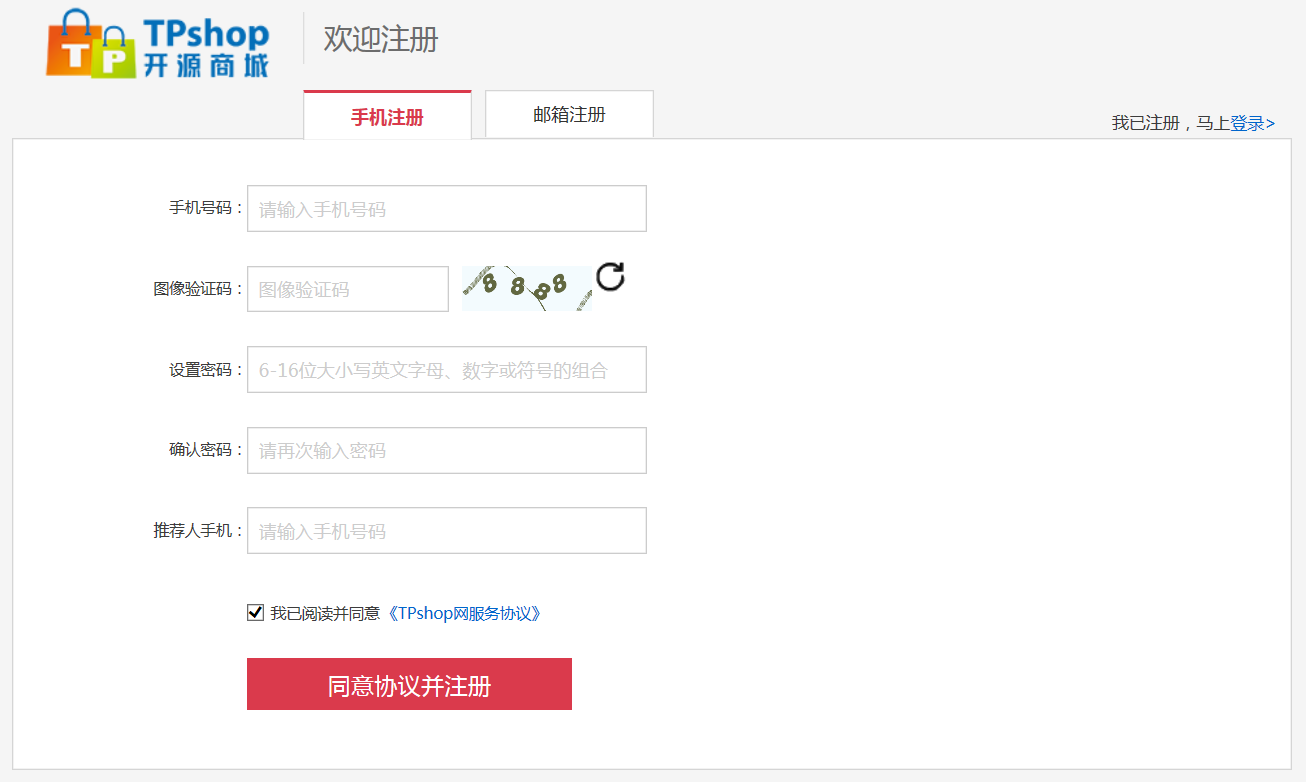 TP
TPshop
开源商城
欢迎注册
手机注册
邮箱注册
我已注册，马上登录>
手机号码：
请输入手机号码
图像验证码：
图像验证码
8 8 8 8
设置密码：
6-16位大小写英文字母、数字或符号的组合
确认密码：
请再次输入密码
推荐人手机：
请输入手机号码
我已阅读并同意《TPshop网服务协议》
同意协议并注册